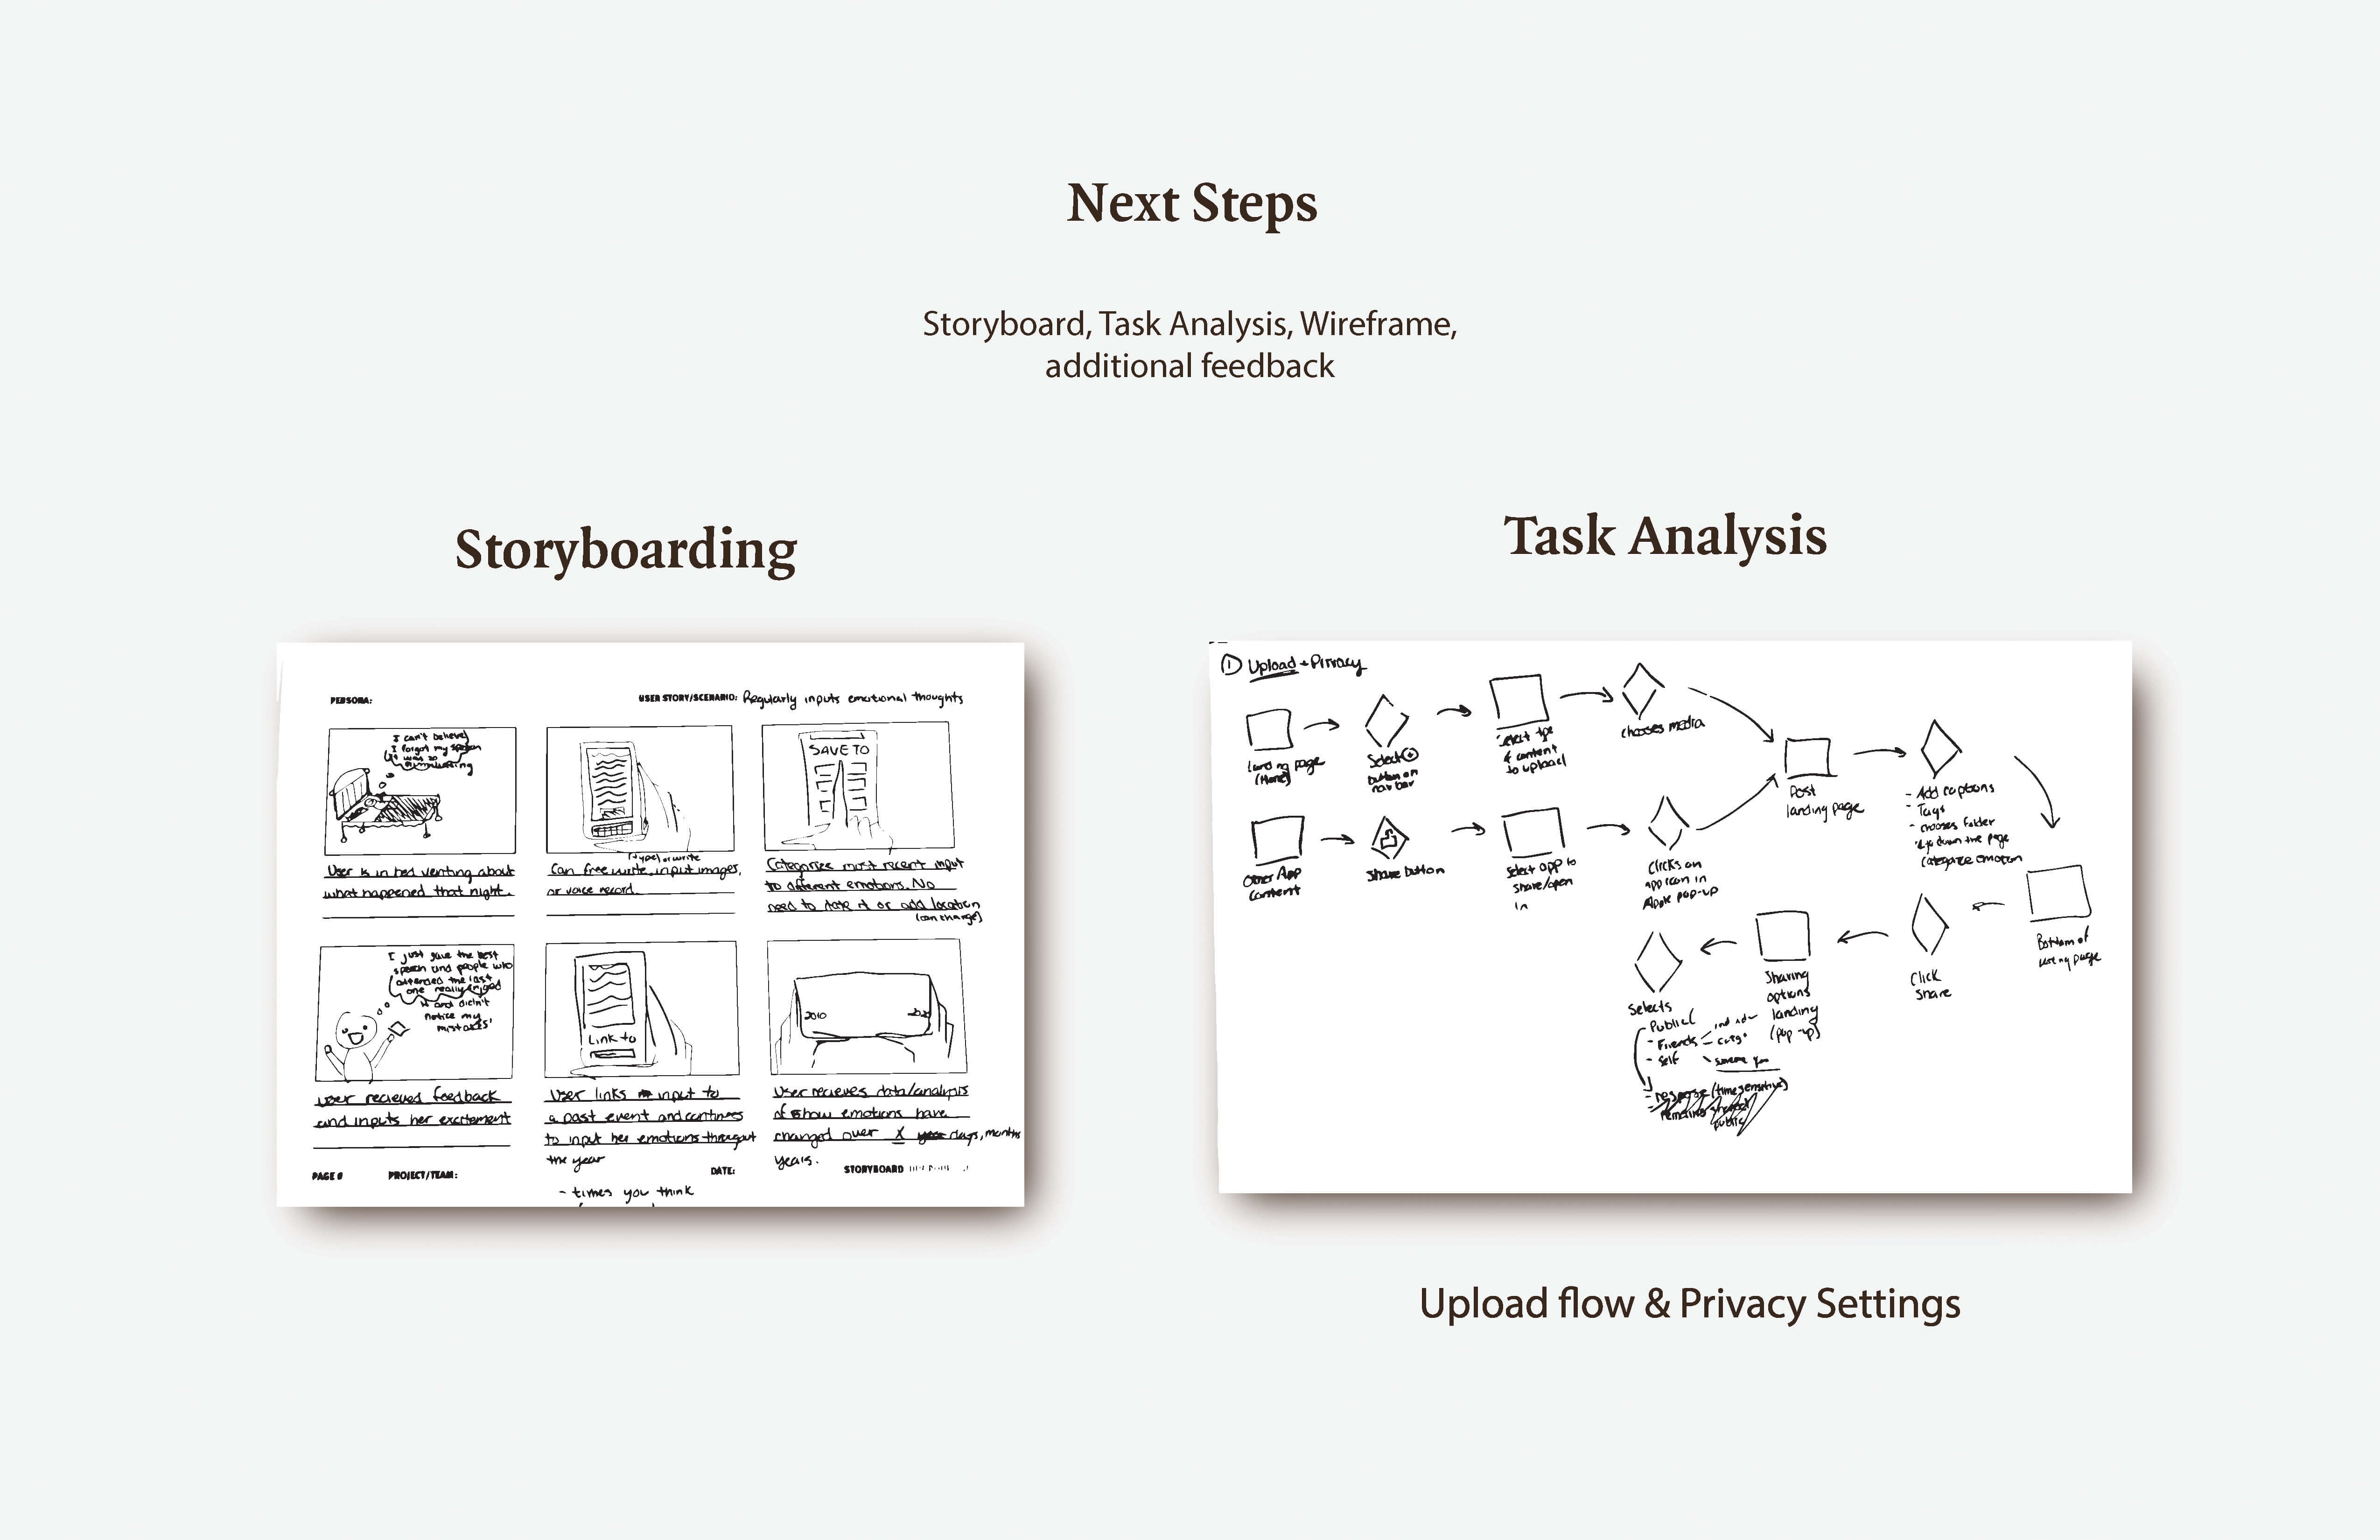 Next Steps
Storyboard, Task Analysis, Wireframe,
additional feedback
Storyboarding
PERSONA:
USER STORY/SCENARIO: Regularly inputs emotional thoughts
I can't believe
I forgot my speech
it was so
humiliating
User is in bed venting about
what happened that night.
(type) or write
Can free write, input images,
or voice record.
SAVE TO
Categorize most recent input
to different emotions. No
need to date it or add location
(can change)
I just gave the best
speech and people who
attended the last
one really enjoyed
it and didn't
notice my
mistakes'
User recieved feedback
and inputs her excitement
Link to
User links input to
a past event and continues
to input her emotions througout
the year
2010
User recieves data/analysis
of how emotions have
changed over X days, months
years.
PAGE #
PROJECT/TEAM:
DATE:
STORYBOARD
- times you think
Task Analysis
① Upload + Privacy
landing page
(Home)
Select ⊕
button on
nav bar
Select type
of content
to upload
chooses media
Other App
Content
Share button
Select app to
share/open
in
Clicks on
app icon in
Apple pop-up
Post
landing page
- Add captions
- Tags
- chooses folder
down the page
Categorize emotion
Bottom of
page
Click
Share
Sharing
options
landing
(pop-up)
Selects
- Public
- Friends
- Self
- response (time sensitive)
remains
public
Upload flow & Privacy Settings